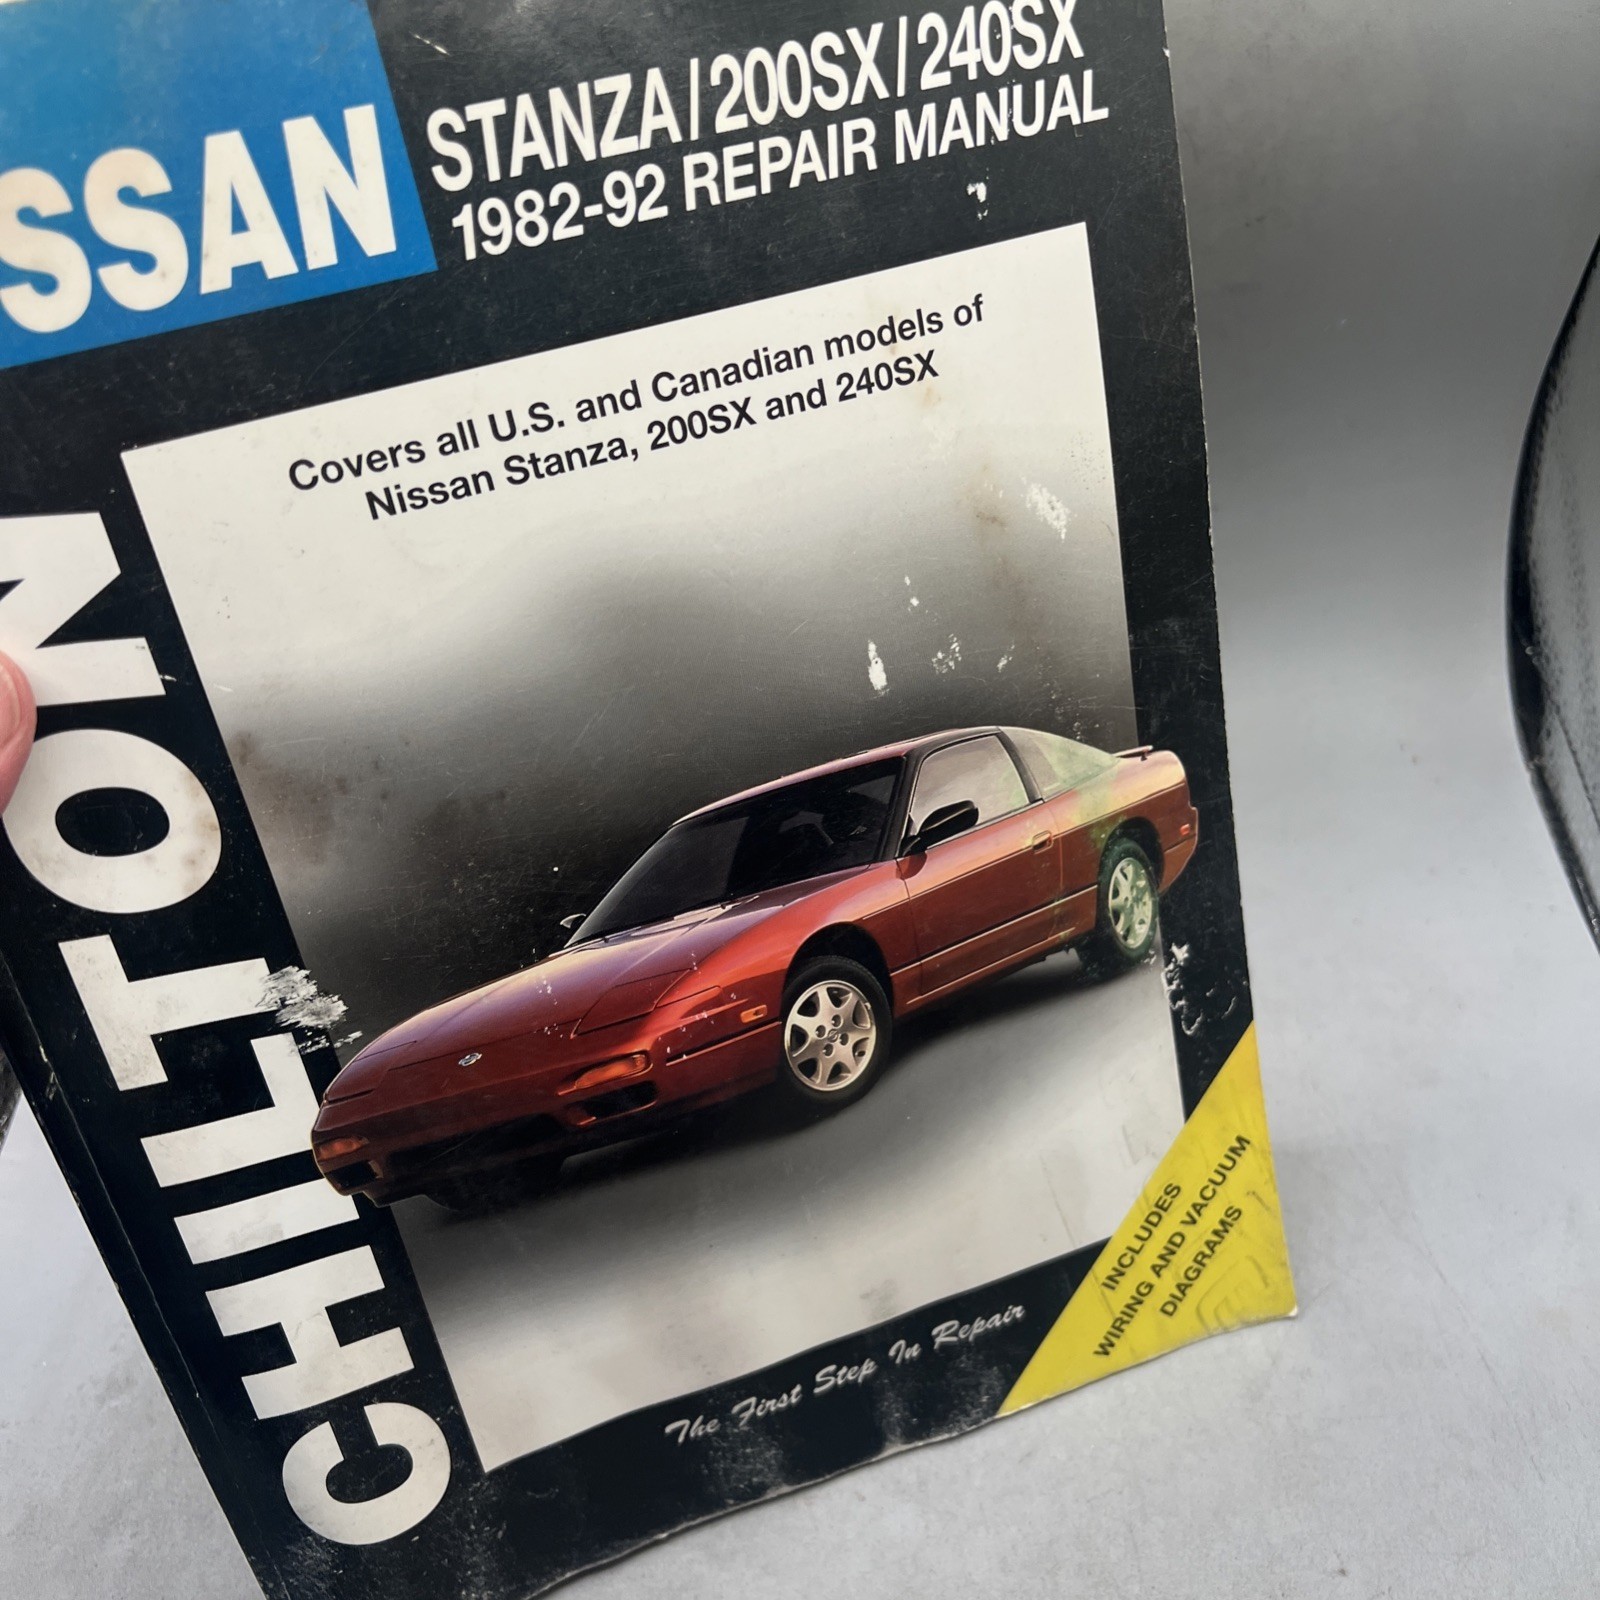 SSAN
STANZA/200SX/240SX
1982-92 REPAIR MANUAL
Covers all U.S. and Canadian models of
Nissan Stanza, 200SX and 240SX
CHILTON
INCLUDES
WIRING AND VACUUM
DIAGRAMS
The First Step In Repair